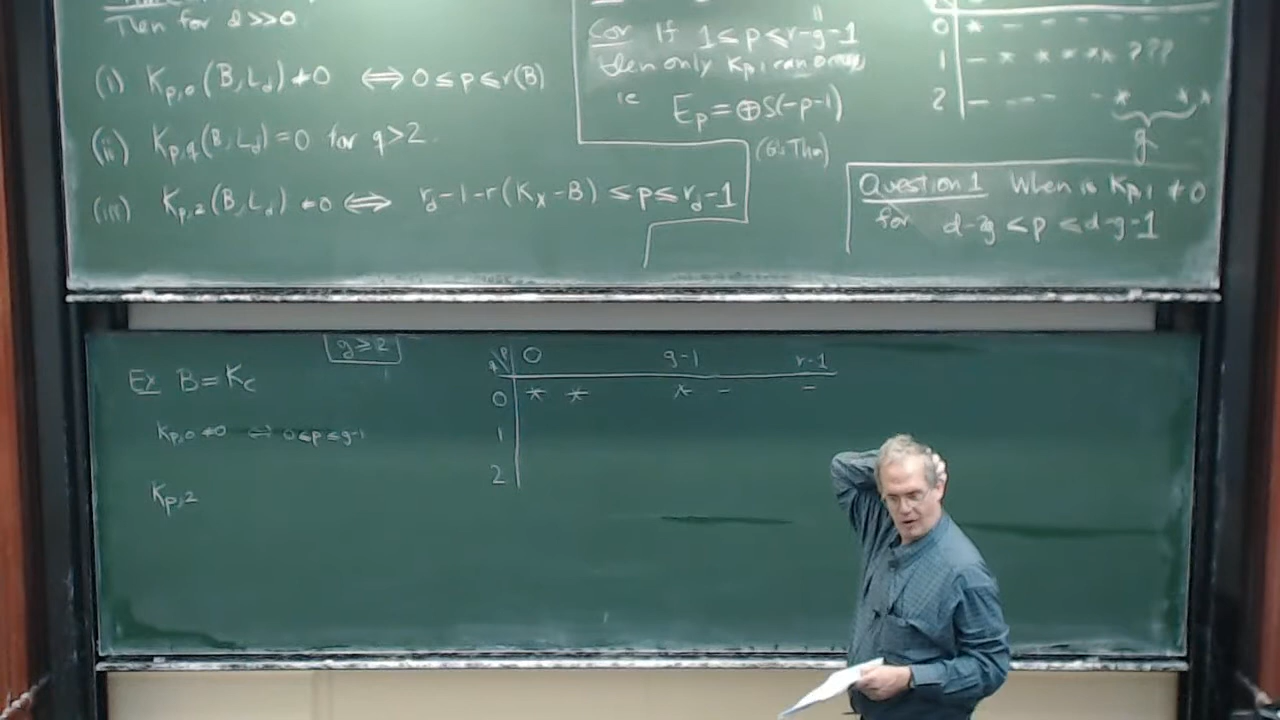 Then for d >> 0
(i) K_{p,0}(B, L_d) ≠ 0 ⟺ 0 ≤ p ≤ r(B)
(ii) K_{p,q}(B, L_d) = 0 for q > 2.
(iii) K_{p,2}(B, L_d) ≠ 0 ⟺ r_d - 1 - r(K_X - B) ≤ p ≤ r_d - 1
Cor If 1 ≤ p ≤ r-g-1
then only K_{p,1} can
ie E_p = ⊕ S(-p-1)
(G's Thm)
0 * - - - -
1 - * * * * * ???
2 - - - - * * *
g
Question 1 When is K_{p,1} ≠ 0
for d-2g < p ≤ d-g-1
g ≥ 2
Ex B = K_C
K_{p,0} ≠ 0 ⟺ 0 ≤ p ≤ g-1
K_{p,2}
p 0 g-1 r-1
0 * * * - -
1
2